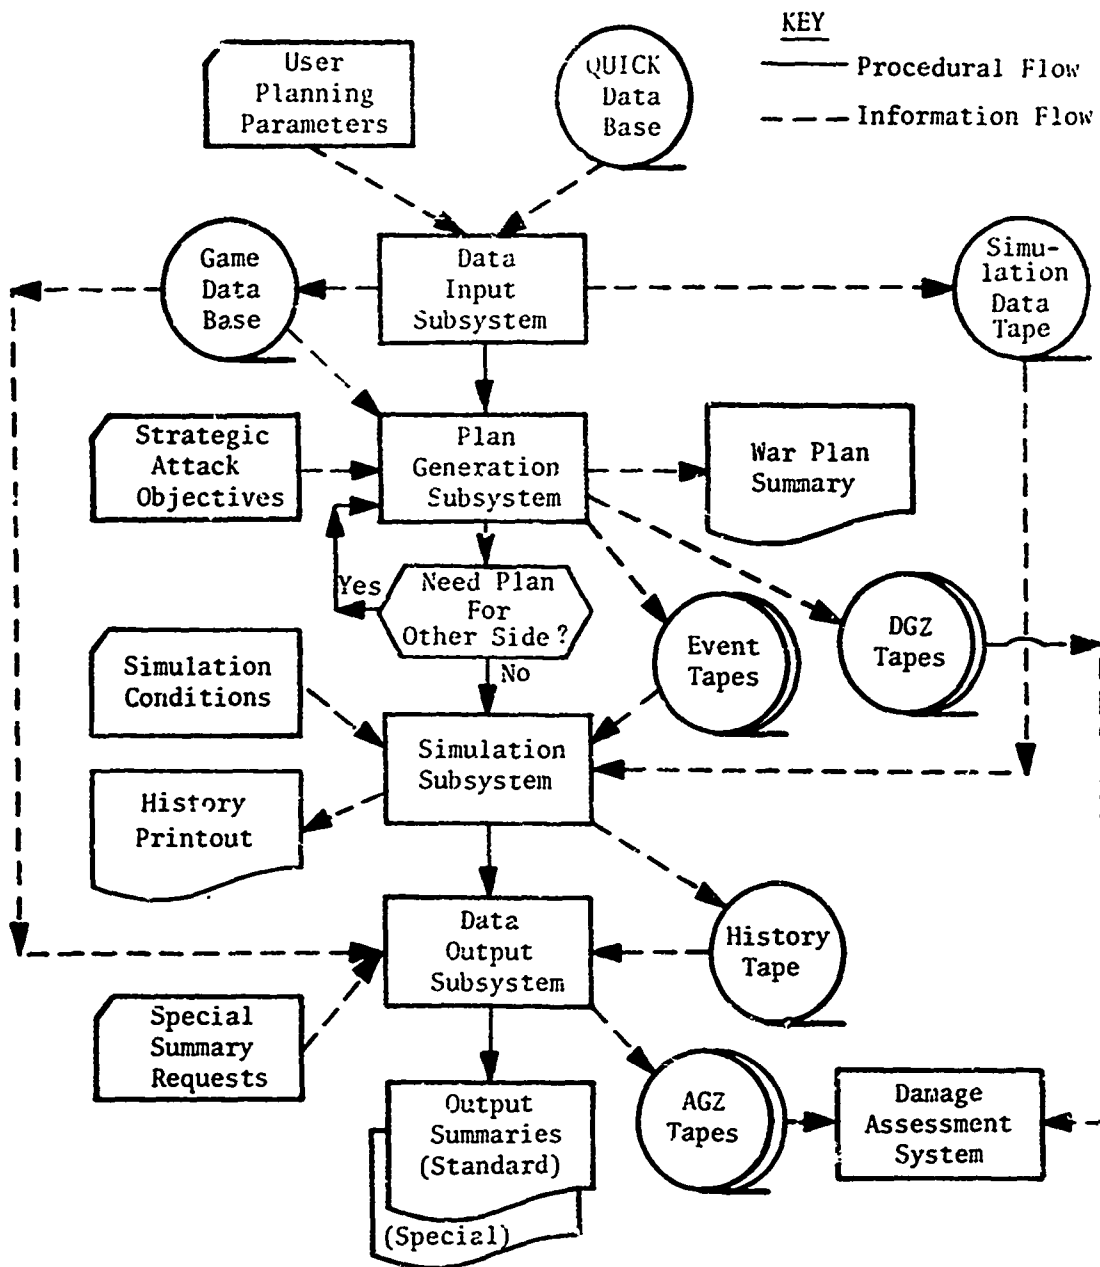 KEY
Procedural Flow
Information Flow
User
Planning
Parameters
QUICK
Data
Base
Game
Data
Base
Data
Input
Subsystem
Simu-
lation
Data
Tape
Strategic
Attack
Objectives
Plan
Generation
Subsystem
War Plan
Summary
Yes
Need Plan
For
Other Side?
No
Event
Tapes
DGZ
Tapes
Simulation
Conditions
Simulation
Subsystem
History
Printout
Data
Output
Subsystem
History
Tape
Special
Summary
Requests
Output
Summaries
(Standard)
(Special)
AGZ
Tapes
Damage
Assessment
System